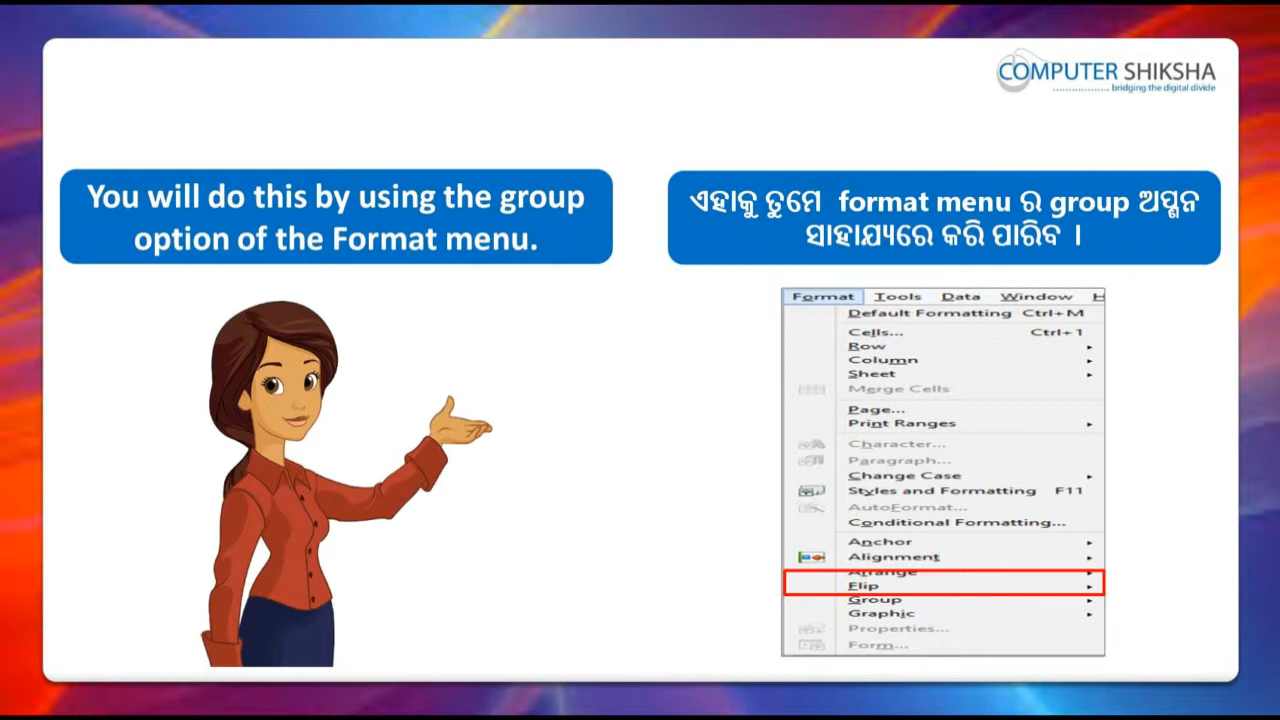 COMPUTER SHIKSHA
bridging the digital divide
You will do this by using the group
option of the Format menu.
ଏହାକୁ ତୁମେ format menu ର group ଅପ୍ଶନ
ସାହାଯ୍ୟରେ କରି ପାରିବ ।
Format Tools Data Window H
Default Formatting Ctrl+M
Cells... Ctrl+1
Row
Column
Sheet
Merge Cells
Page...
Print Ranges
Character...
Paragraph...
Change Case
Styles and Formatting F11
AutoFormat...
Conditional Formatting...
Anchor
Alignment
Arrange
Flip
Group
Graphic
Properties...
Form...